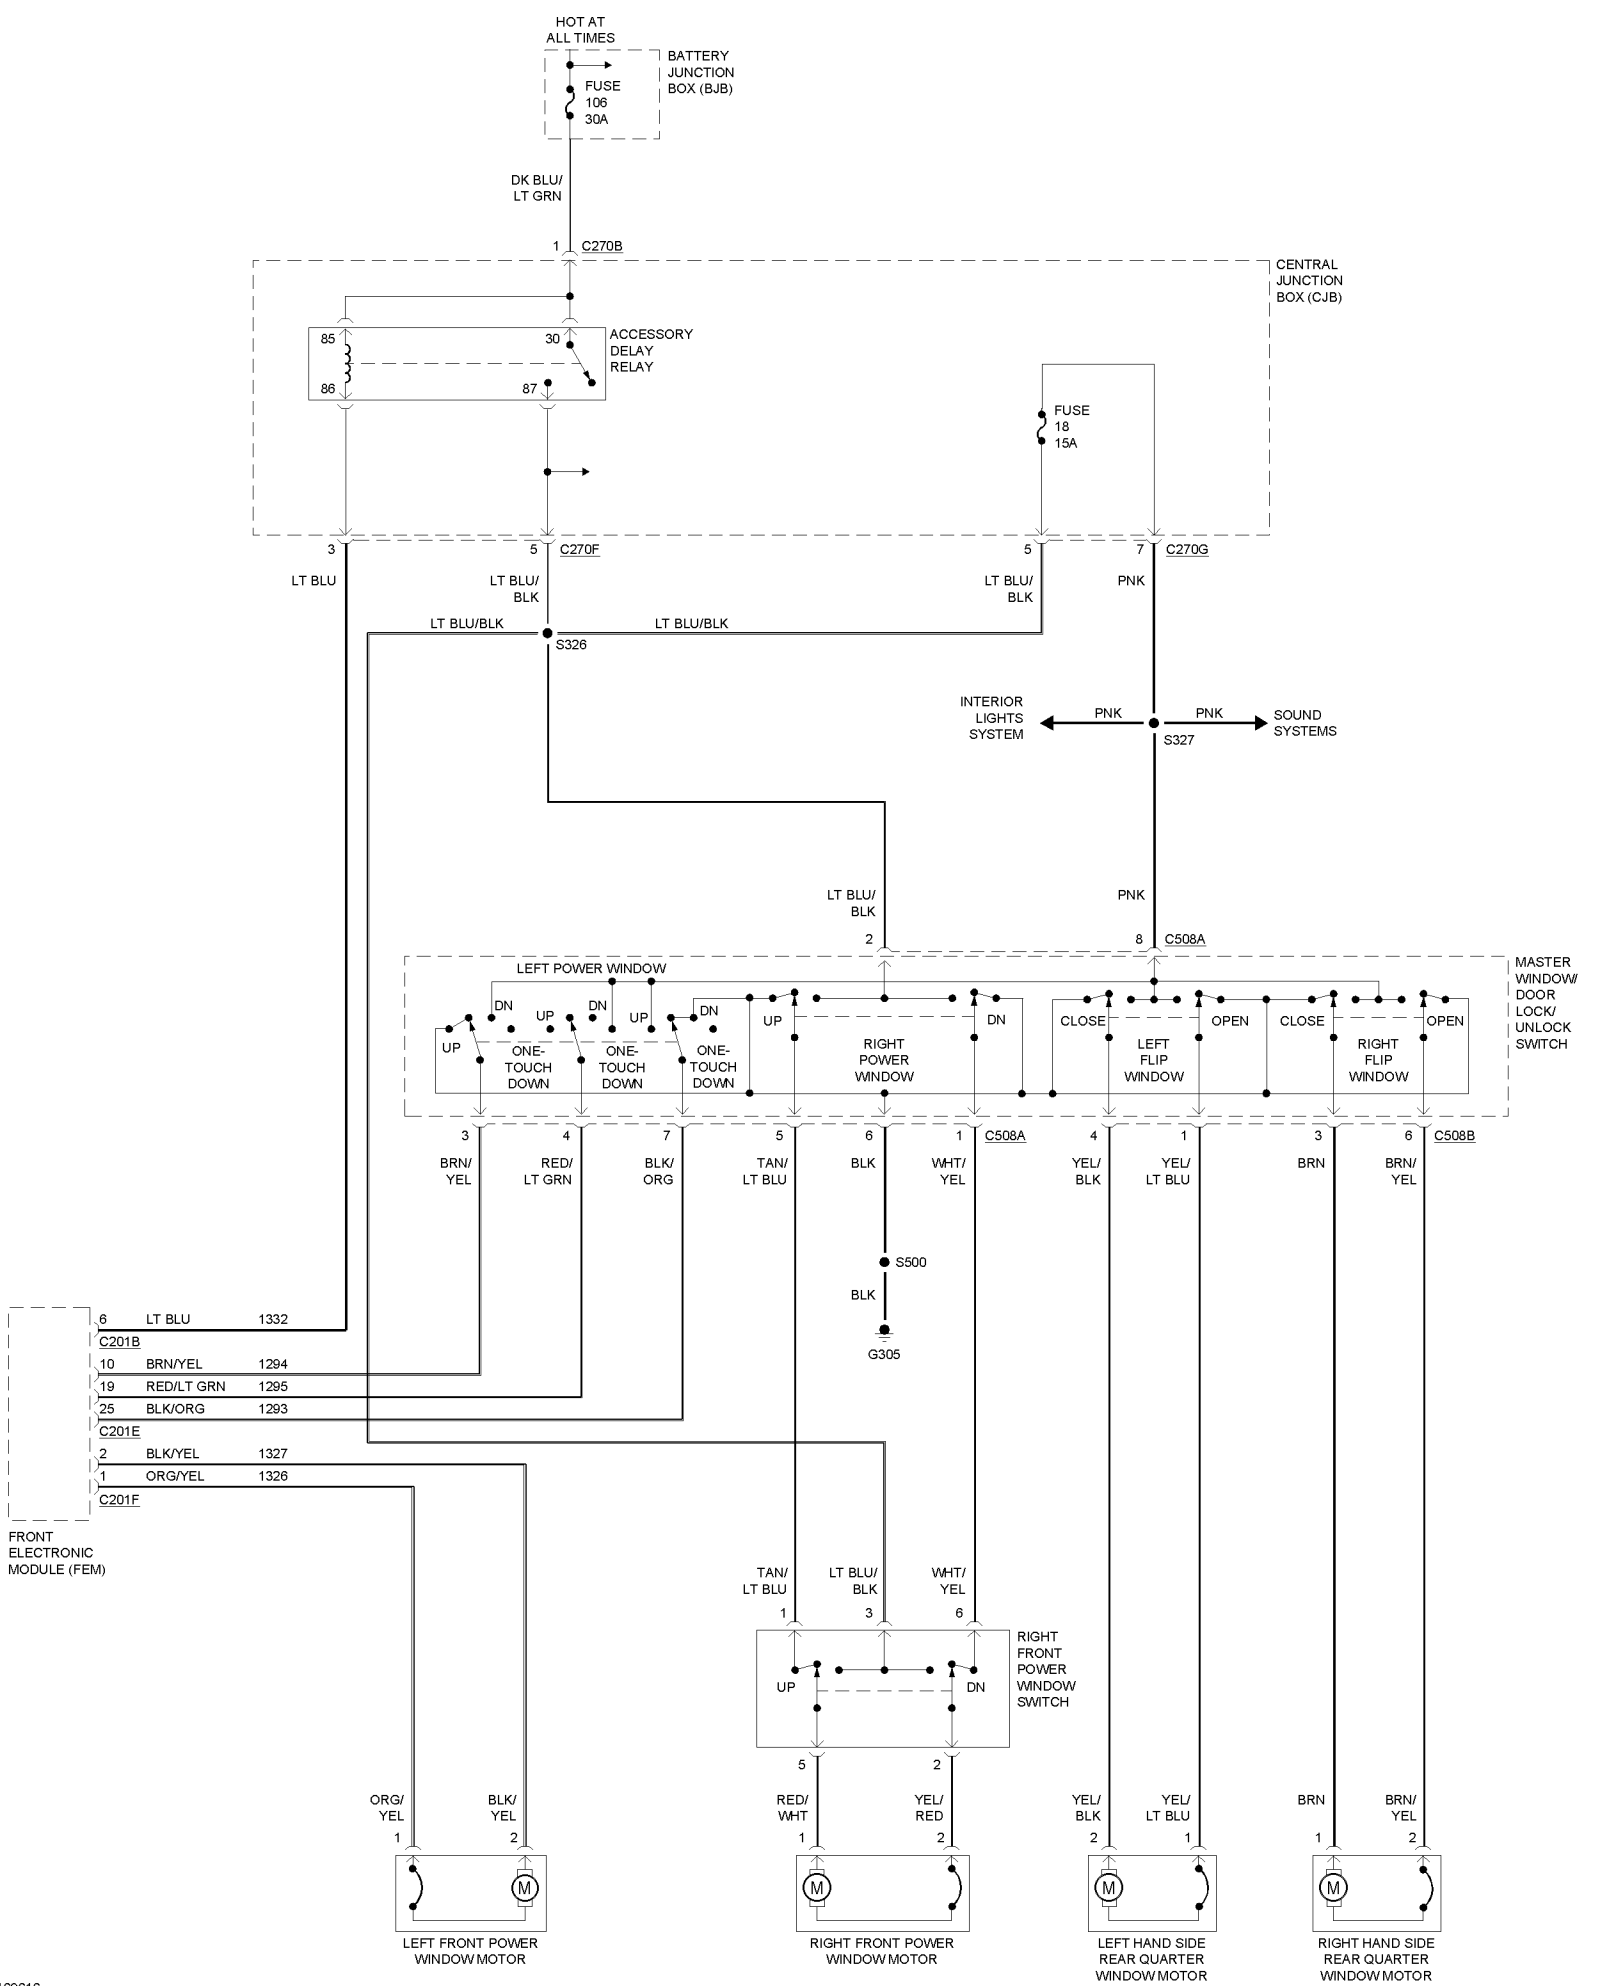 HOT AT
ALL TIMES
BATTERY
JUNCTION
BOX (BJB)
FUSE
106
30A
DK BLU/
LT GRN
1 C270B
CENTRAL
JUNCTION
BOX (CJB)
85 30
ACCESSORY
DELAY
RELAY
86 87
FUSE
18
15A
3 5 C270F 5 7 C270G
LT BLU
LT BLU/
BLK
LT BLU/
BLK
PNK
LT BLU/BLK LT BLU/BLK
S326
INTERIOR
LIGHTS
SYSTEM
PNK PNK
SOUND
SYSTEMS
S327
LT BLU/
BLK
PNK
2 8 C508A
MASTER
WINDOW/
DOOR
LOCK/
UNLOCK
SWITCH
LEFT POWER WINDOW
DN DN DN
UP UP UP
ONE-
TOUCH
DOWN
ONE-
TOUCH
DOWN
ONE-
TOUCH
DOWN
UP DN
RIGHT
POWER
WINDOW
CLOSE OPEN
LEFT
FLIP
WINDOW
CLOSE OPEN
RIGHT
FLIP
WINDOW
3 4 7 5 6 1 C508A 4 1 3 6 C508B
BRN/
YEL
RED/
LT GRN
BLK/
ORG
TAN/
LT BLU
BLK
WHT/
YEL
YEL/
BLK
YEL/
LT BLU
BRN
BRN/
YEL
S500
BLK
G305
6 LT BLU 1332
C201B
10 BRN/YEL 1294
19 RED/LT GRN 1295
25 BLK/ORG 1293
C201E
2 BLK/YEL 1327
1 ORG/YEL 1326
C201F
FRONT
ELECTRONIC
MODULE (FEM)
TAN/
LT BLU
LT BLU/
BLK
WHT/
YEL
1 3 6
RIGHT
FRONT
POWER
WINDOW
SWITCH
UP DN
5 2
ORG/
YEL
BLK/
YEL
RED/
WHT
YEL/
RED
YEL/
BLK
YEL/
LT BLU
BRN
BRN/
YEL
1 2 1 2 2 1 1 2
M M M M
LEFT FRONT POWER
WINDOW MOTOR
RIGHT FRONT POWER
WINDOW MOTOR
LEFT HAND SIDE
REAR QUARTER
WINDOW MOTOR
RIGHT HAND SIDE
REAR QUARTER
WINDOW MOTOR